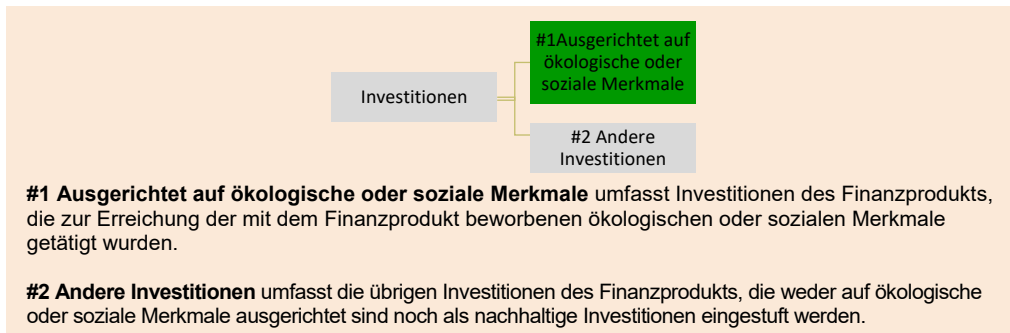 #1Ausgerichtet auf
ökologische oder
soziale Merkmale
Investitionen
#2 Andere
Investitionen
#1 Ausgerichtet auf ökologische oder soziale Merkmale umfasst Investitionen des Finanzprodukts,
die zur Erreichung der mit dem Finanzprodukt beworbenen ökologischen oder sozialen Merkmale
getätigt wurden.
#2 Andere Investitionen umfasst die übrigen Investitionen des Finanzprodukts, die weder auf ökologische
oder soziale Merkmale ausgerichtet sind noch als nachhaltige Investitionen eingestuft werden.